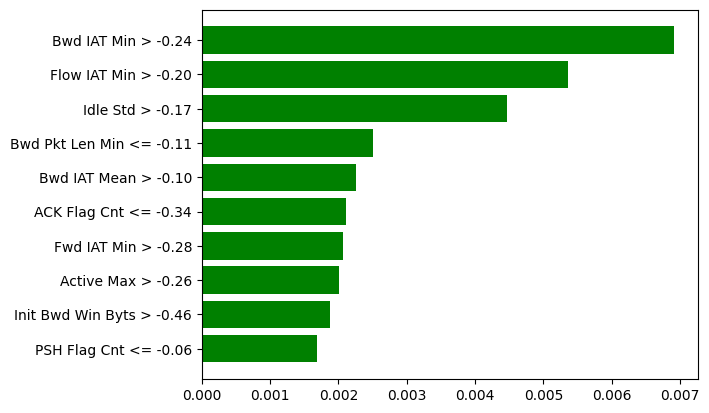 Bwd IAT Min > -0.24
Flow IAT Min > -0.20
Idle Std > -0.17
Bwd Pkt Len Min <= -0.11
Bwd IAT Mean > -0.10
ACK Flag Cnt <= -0.34
Fwd IAT Min > -0.28
Active Max > -0.26
Init Bwd Win Byts > -0.46
PSH Flag Cnt <= -0.06
0.000 0.001 0.002 0.003 0.004 0.005 0.006 0.007